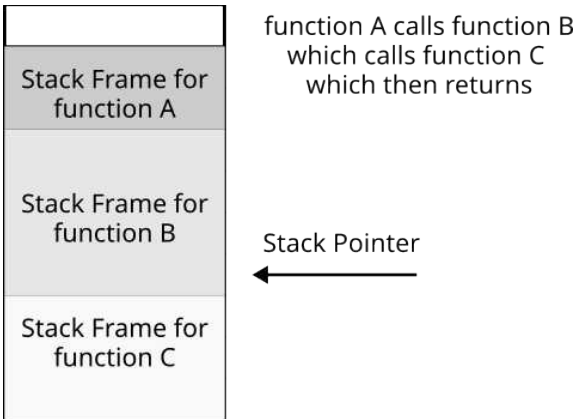 function A calls function B
which calls function C
which then returns
Stack Frame for
function A
Stack Frame for
function B
Stack Pointer
Stack Frame for
function C